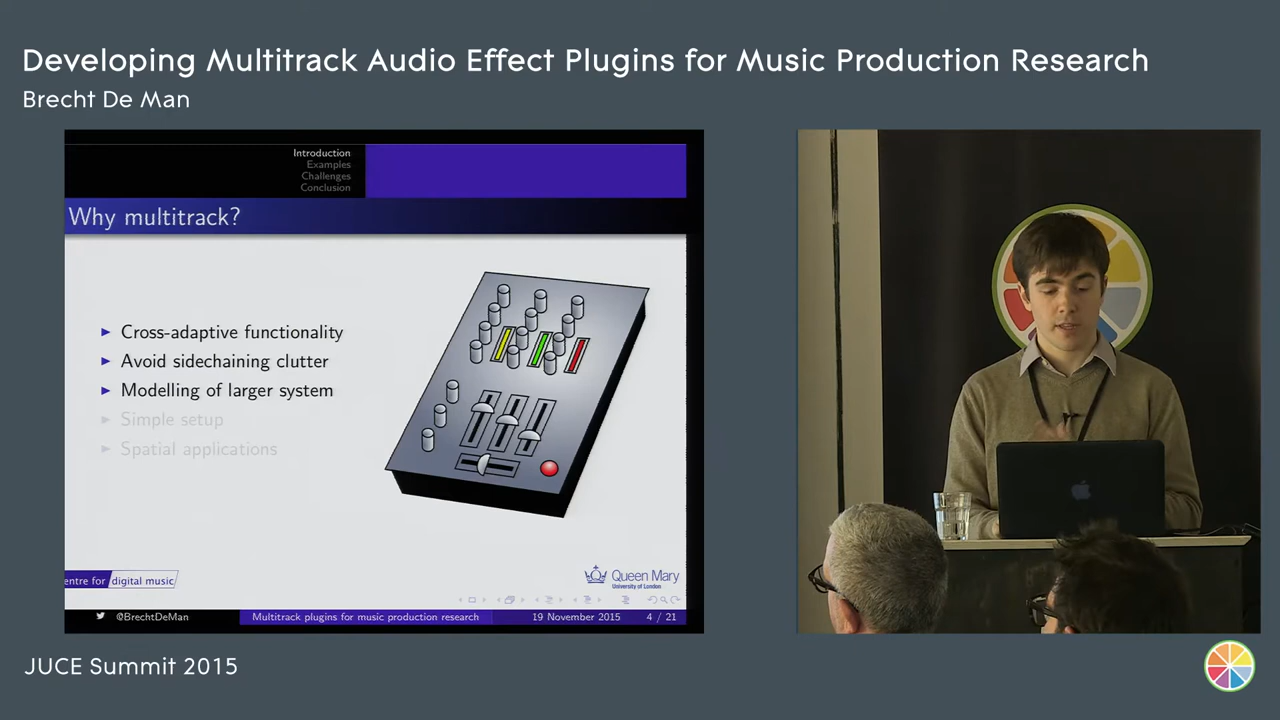 Developing Multitrack Audio Effect Plugins for Music Production Research
Brecht De Man
Introduction
Examples
Challenges
Conclusion
Why multitrack?
Cross-adaptive functionality
Avoid sidechaining clutter
Modelling of larger system
Simple setup
Spatial applications
entre for digital music
Queen Mary
University of London
@BrechtDeMan
Multitrack plugins for music production research
19 November 2015
4 / 21
JUCE Summit 2015